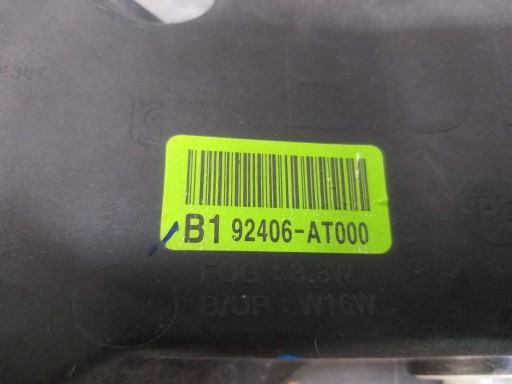 B1 92406-AT000
FOG : 3.3W
B/UP : W16W